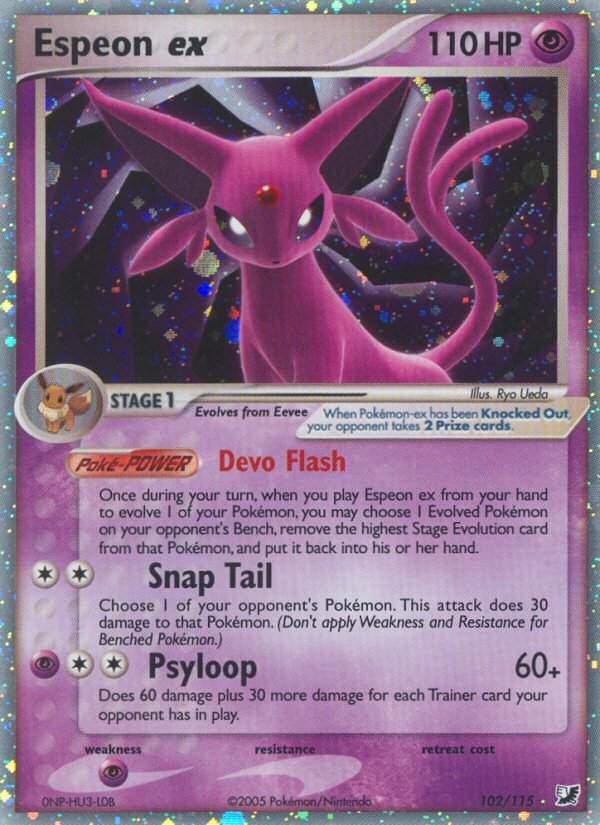 Espeon ex 110 HP
STAGE 1
Illus. Ryo Ueda
Evolves from Eevee
When Pokémon-ex has been Knocked Out,
your opponent takes 2 Prize cards.
Poké-POWER Devo Flash
Once during your turn, when you play Espeon ex from your hand
to evolve 1 of your Pokémon, you may choose 1 Evolved Pokémon
on your opponent's Bench, remove the highest Stage Evolution card
from that Pokémon, and put it back into his or her hand.
Snap Tail
Choose 1 of your opponent's Pokémon. This attack does 30
damage to that Pokémon. (Don't apply Weakness and Resistance for
Benched Pokémon.)
Psyloop 60+
Does 60 damage plus 30 more damage for each Trainer card your
opponent has in play.
weakness resistance retreat cost
0NP-HU3-L0B ©2005 Pokémon/Nintendo 102/115